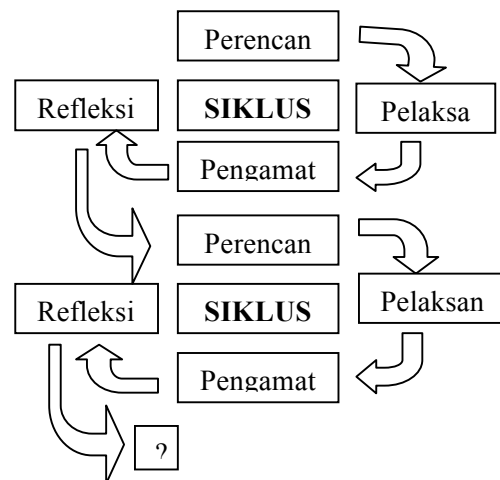 Perencan
Refleksi
SIKLUS
Pelaksa
Pengamat
Perencan
Refleksi
SIKLUS
Pelaksan
Pengamat
?